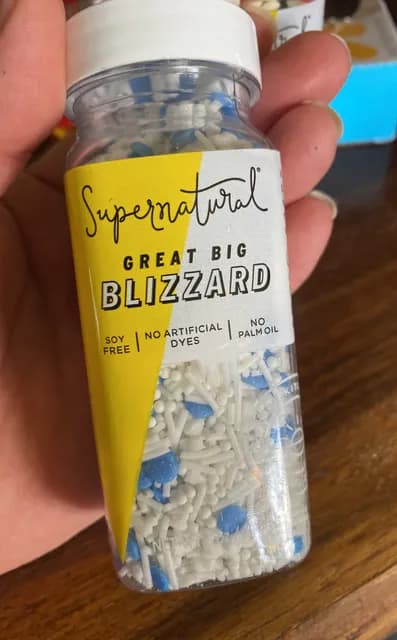 Supernatural
GREAT BIG
BLIZZARD
SOY FREE | NO ARTIFICIAL DYES | NO PALM OIL